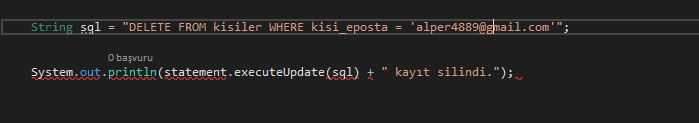 String sql = "DELETE FROM kisiler WHERE kisi_eposta = 'alper4889@gmail.com'";
0 başvuru
System.out.println(statement.executeUpdate(sql) + " kayıt silindi.");